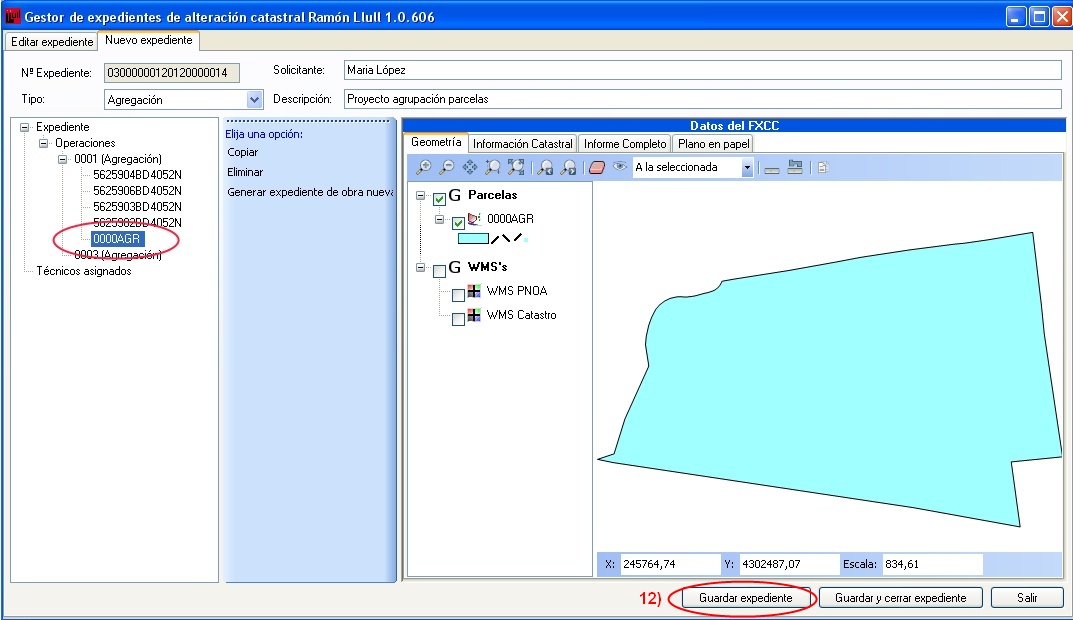 Gestor de expedientes de alteración catastral Ramón Llull 1.0.606
Editar expediente Nuevo expediente
Nº Expediente: 03000000120120000014 Solicitante: Maria López
Tipo: Agregación Descripción: Proyecto agrupación parcelas
Expediente
Operaciones
0001 (Agregación)
5625904BD4052N
5625906BD4052N
5625903BD4052N
5625902BD4052N
0000AGR
0003 (Agregación)
Técnicos asignados
Elija una opción:
Copiar
Eliminar
Generar expediente de obra nueva
Datos del FXCC
Geometría Información Catastral Informe Completo Plano en papel
A la seleccionada
G Parcelas
0000AGR
G WMS's
WMS PNOA
WMS Catastro
X: 245764,74 Y: 4302487,07 Escala: 834,61
12) Guardar expediente Guardar y cerrar expediente Salir